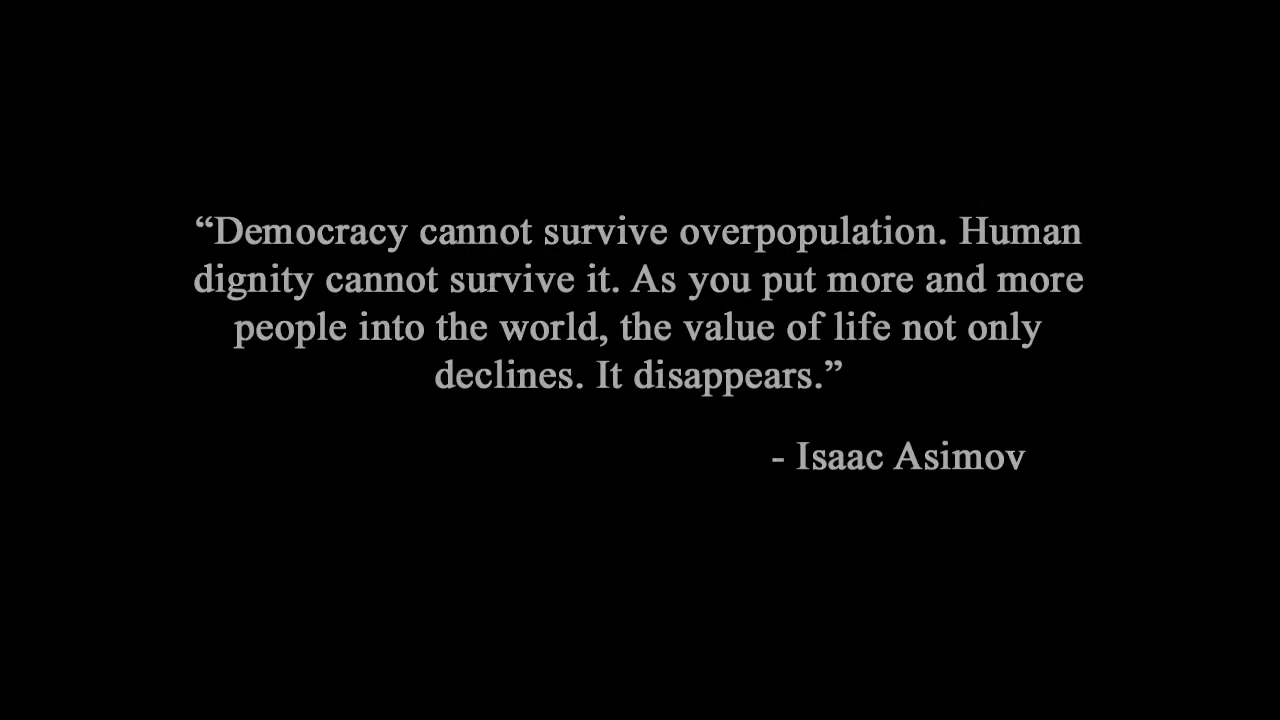 “Democracy cannot survive overpopulation. Human
dignity cannot survive it. As you put more and more
people into the world, the value of life not only
declines. It disappears.”
- Isaac Asimov